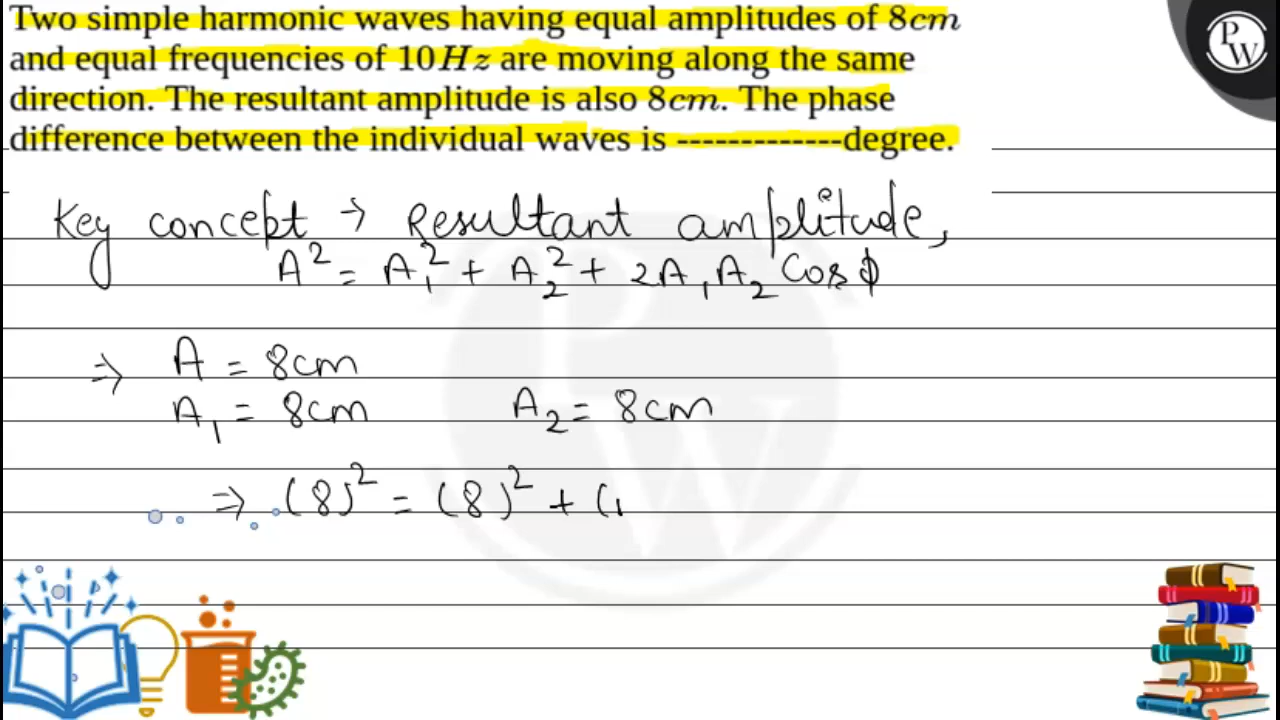 Two simple harmonic waves having equal amplitudes of 8cm
and equal frequencies of 10Hz are moving along the same
direction. The resultant amplitude is also 8cm. The phase
difference between the individual waves is -------------degree.
Key concept → Resultant amplitude,
A² = A₁² + A₂² + 2A₁A₂ Cos ϕ
⇒ A = 8cm
A₁ = 8cm A₂ = 8cm
⇒ (8)² = (8)² + (
PW
PW